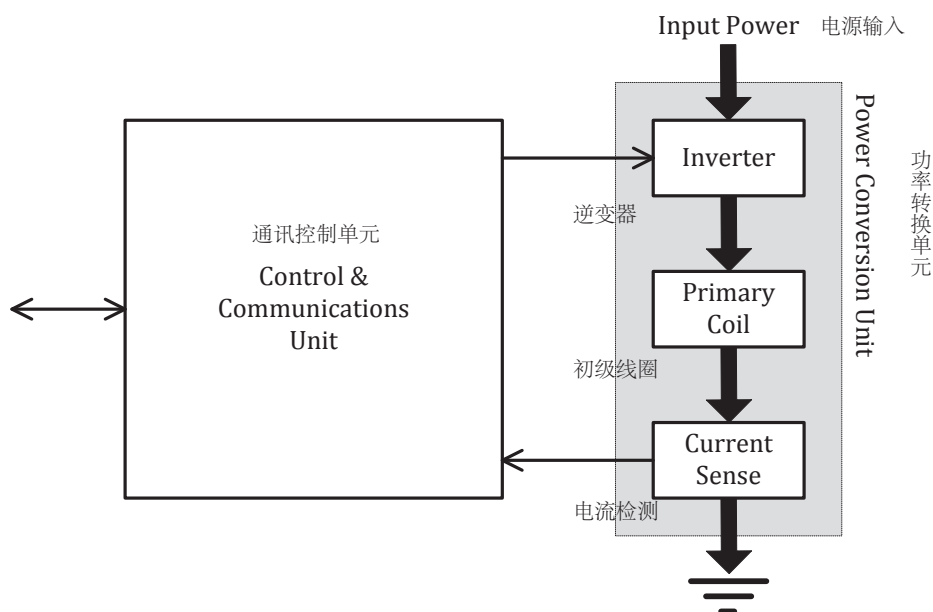 Input Power 电源输入
Inverter
逆变器
Power Conversion Unit
功率转换单元
通讯控制单元
Control &
Communications
Unit
Primary
Coil
初级线圈
Current
Sense
电流检测